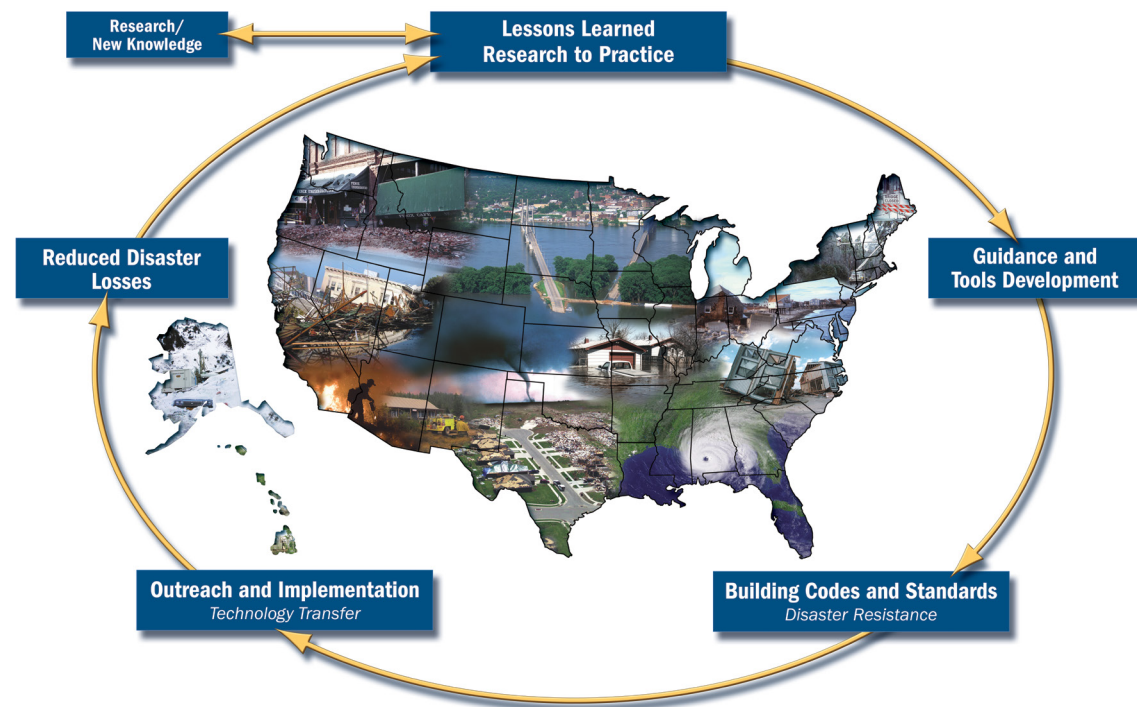 Research/
New Knowledge
Lessons Learned
Research to Practice
Reduced Disaster
Losses
Guidance and
Tools Development
Outreach and Implementation
Technology Transfer
Building Codes and Standards
Disaster Resistance